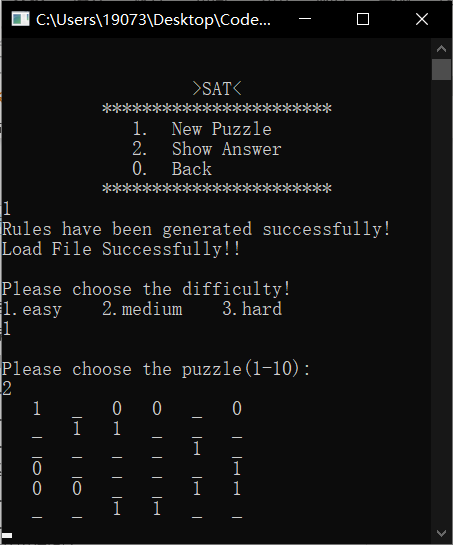 C:\Users\19073\Desktop\Code...
>SAT<
***********************
1. New Puzzle
2. Show Answer
0. Back
***********************
1
Rules have been generated successfully!
Load File Successfully!!
Please choose the difficulty!
1.easy 2.medium 3.hard
1
Please choose the puzzle(1-10):
2
1 _ 0 0 _ 0
_ 1 1 _ _ _
_ _ _ _ 1 _
0 _ _ _ _ 1
0 0 _ _ 1 1
_ _ 1 1 _ _